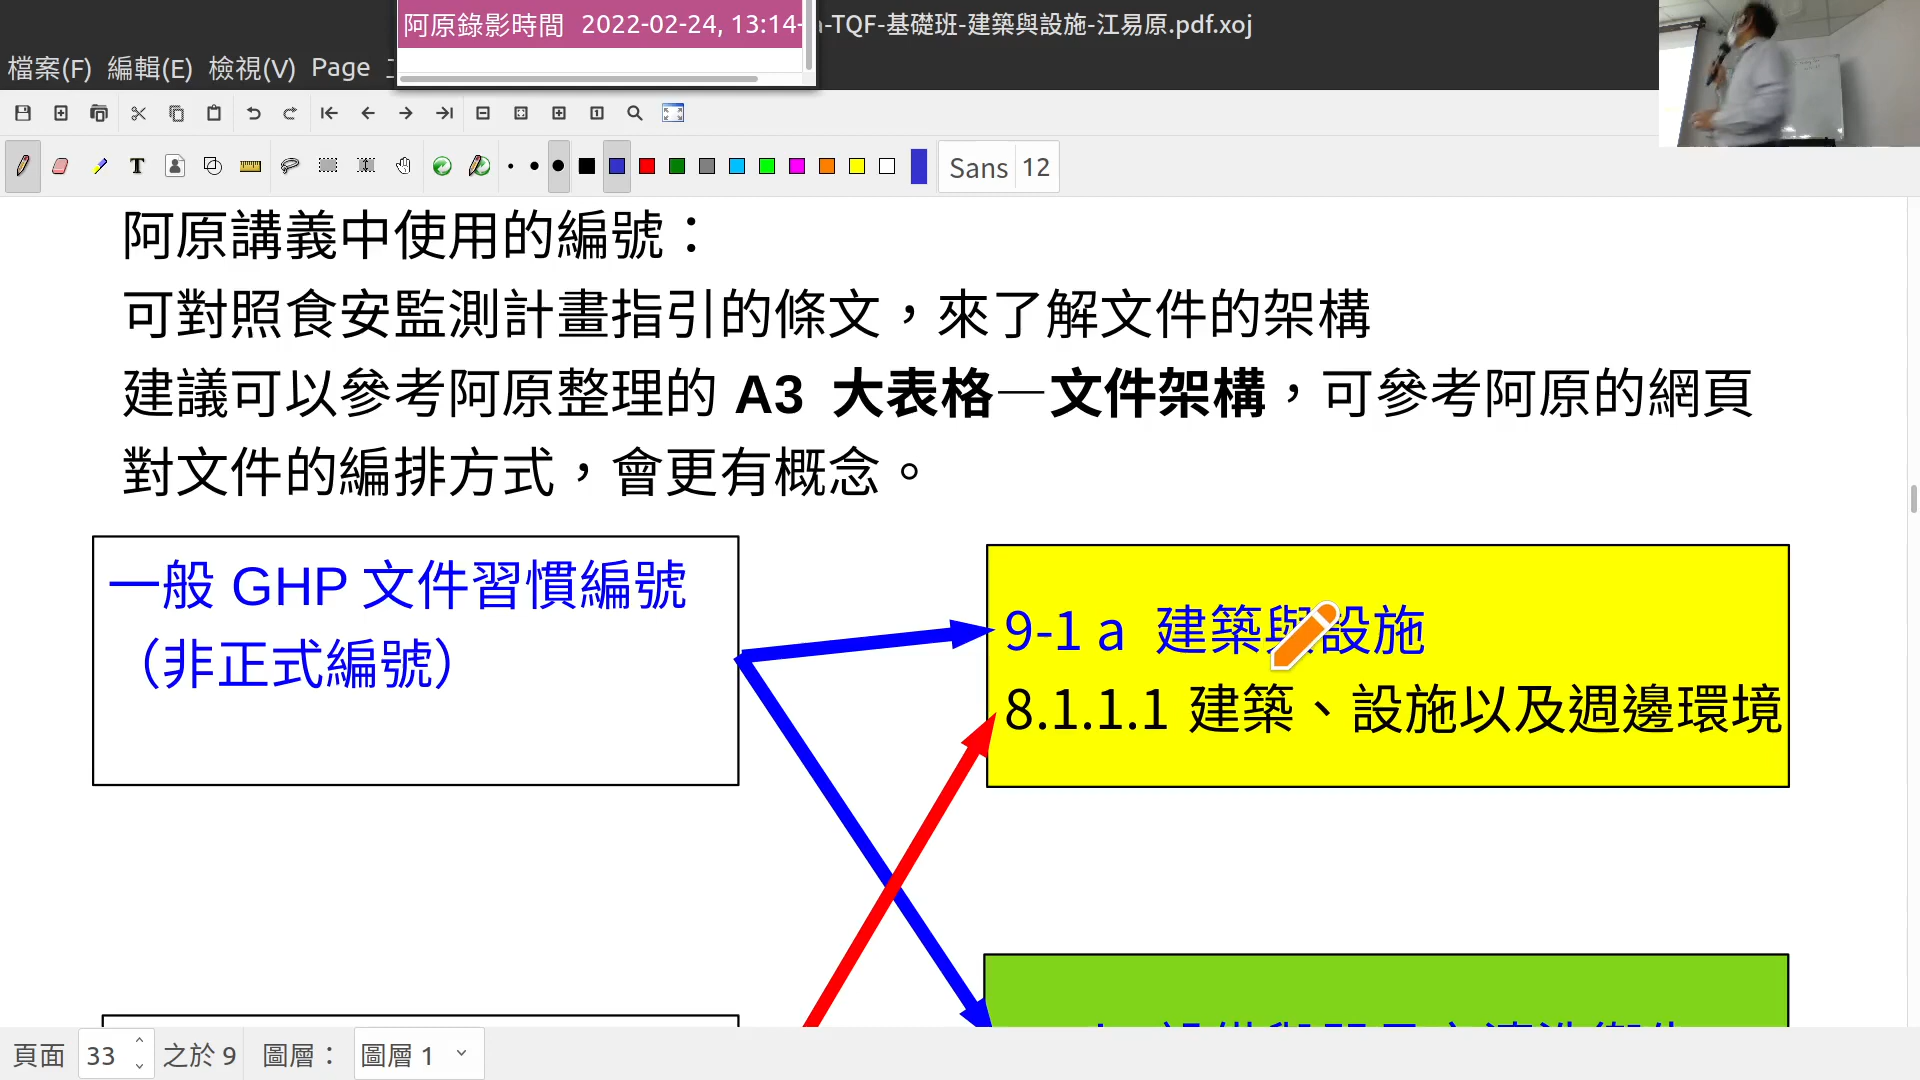 阿原錄影時間 2022-02-24, 13:14-
-TQF-基礎班-建築與設施-江易原.pdf.xoj
檔案(F) 編輯(E) 檢視(V) Page
T
Sans 12
阿原講義中使用的編號：
可對照食安監測計畫指引的條文，來了解文件的架構
建議可以參考阿原整理的 A3 大表格—文件架構，可參考阿原的網頁
對文件的編排方式，會更有概念。
一般 GHP 文件習慣編號
（非正式編號）
9-1 a 建築與設施
8.1.1.1 建築、設施以及週邊環境
頁面 33 之於 9 圖層： 圖層 1